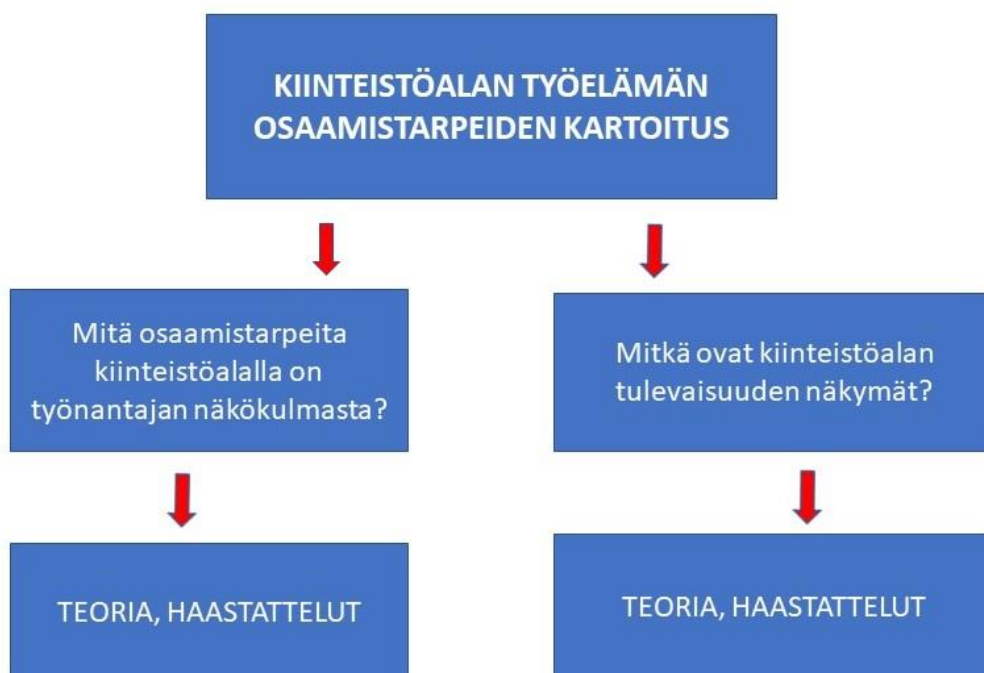 KIINTEISTÖALAN TYÖELÄMÄN
OSAAMISTARPEIDEN KARTOITUS
Mitä osaamistarpeita
kiinteistöalalla on
työnantajan näkökulmasta?
Mitkä ovat kiinteistöalan
tulevaisuuden näkymät?
TEORIA, HAASTATTELUT
TEORIA, HAASTATTELUT